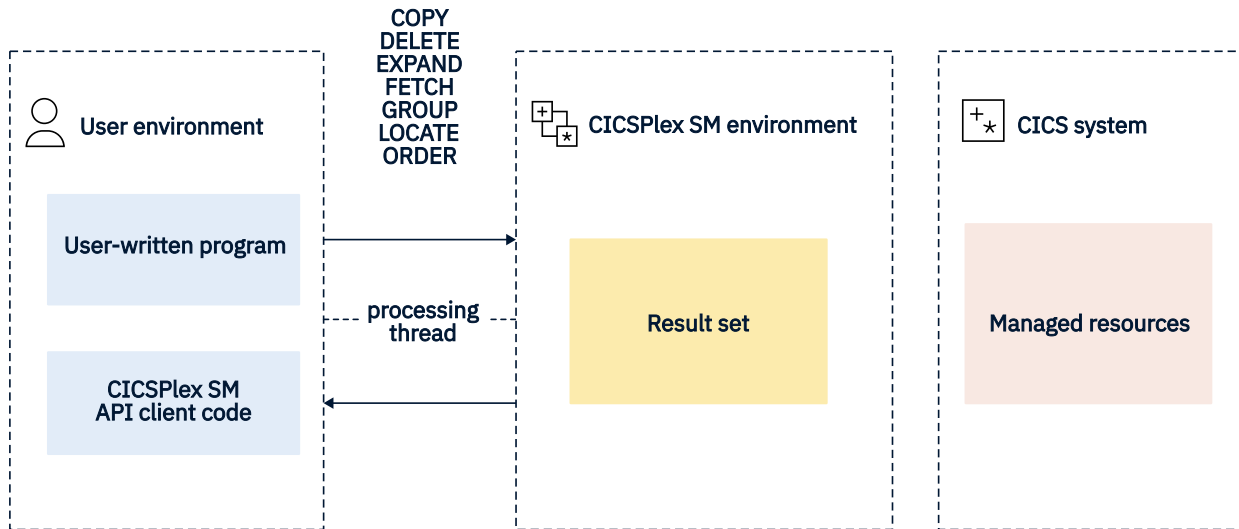 COPY
DELETE
EXPAND
FETCH
GROUP
LOCATE
ORDER
User environment
CICSPlex SM environment
CICS system
User-written program
processing
thread
CICSPlex SM
API client code
Result set
Managed resources